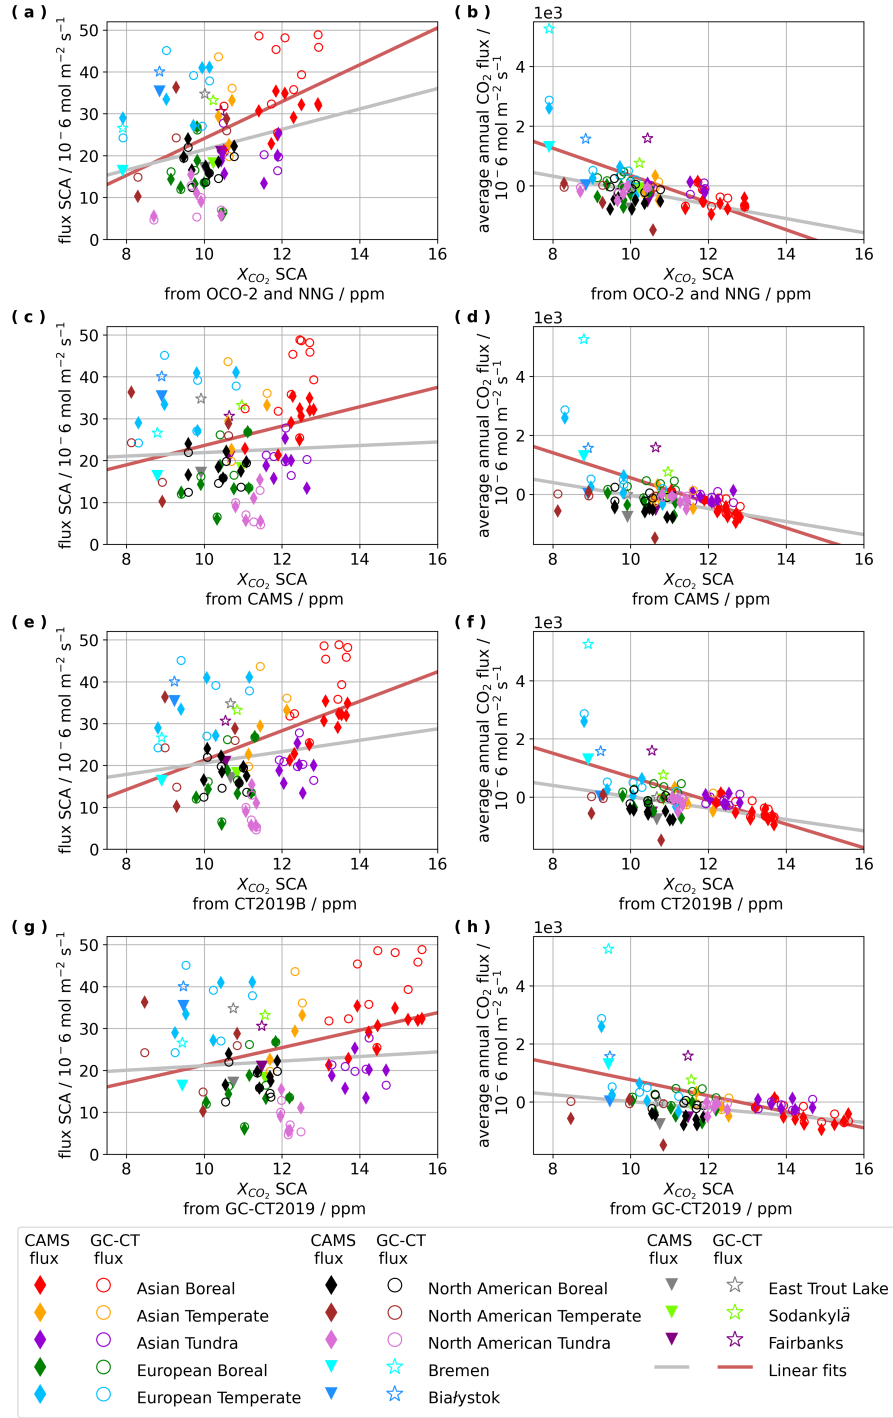 ( a )
flux SCA / 10⁻⁶ mol m⁻² s⁻¹
50
40
30
20
10
0
8 10 12 14 16
X_CO₂ SCA
from OCO-2 and NNG / ppm
( b )
1e3
average annual CO₂ flux /
10⁻⁶ mol m⁻² s⁻¹
4
2
0
8 10 12 14 16
X_CO₂ SCA
from OCO-2 and NNG / ppm
( c )
flux SCA / 10⁻⁶ mol m⁻² s⁻¹
50
40
30
20
10
0
8 10 12 14 16
X_CO₂ SCA
from CAMS / ppm
( d )
1e3
average annual CO₂ flux /
10⁻⁶ mol m⁻² s⁻¹
4
2
0
8 10 12 14 16
X_CO₂ SCA
from CAMS / ppm
( e )
flux SCA / 10⁻⁶ mol m⁻² s⁻¹
50
40
30
20
10
0
8 10 12 14 16
X_CO₂ SCA
from CT2019B / ppm
( f )
1e3
average annual CO₂ flux /
10⁻⁶ mol m⁻² s⁻¹
4
2
0
8 10 12 14 16
X_CO₂ SCA
from CT2019B / ppm
( g )
flux SCA / 10⁻⁶ mol m⁻² s⁻¹
50
40
30
20
10
0
8 10 12 14 16
X_CO₂ SCA
from GC-CT2019 / ppm
( h )
1e3
average annual CO₂ flux /
10⁻⁶ mol m⁻² s⁻¹
4
2
0
8 10 12 14 16
X_CO₂ SCA
from GC-CT2019 / ppm
CAMS GC-CT
flux flux
Asian Boreal
Asian Temperate
Asian Tundra
European Boreal
European Temperate
CAMS GC-CT
flux flux
North American Boreal
North American Temperate
North American Tundra
Bremen
Białystok
CAMS GC-CT
flux flux
East Trout Lake
Sodankylä
Fairbanks
Linear fits